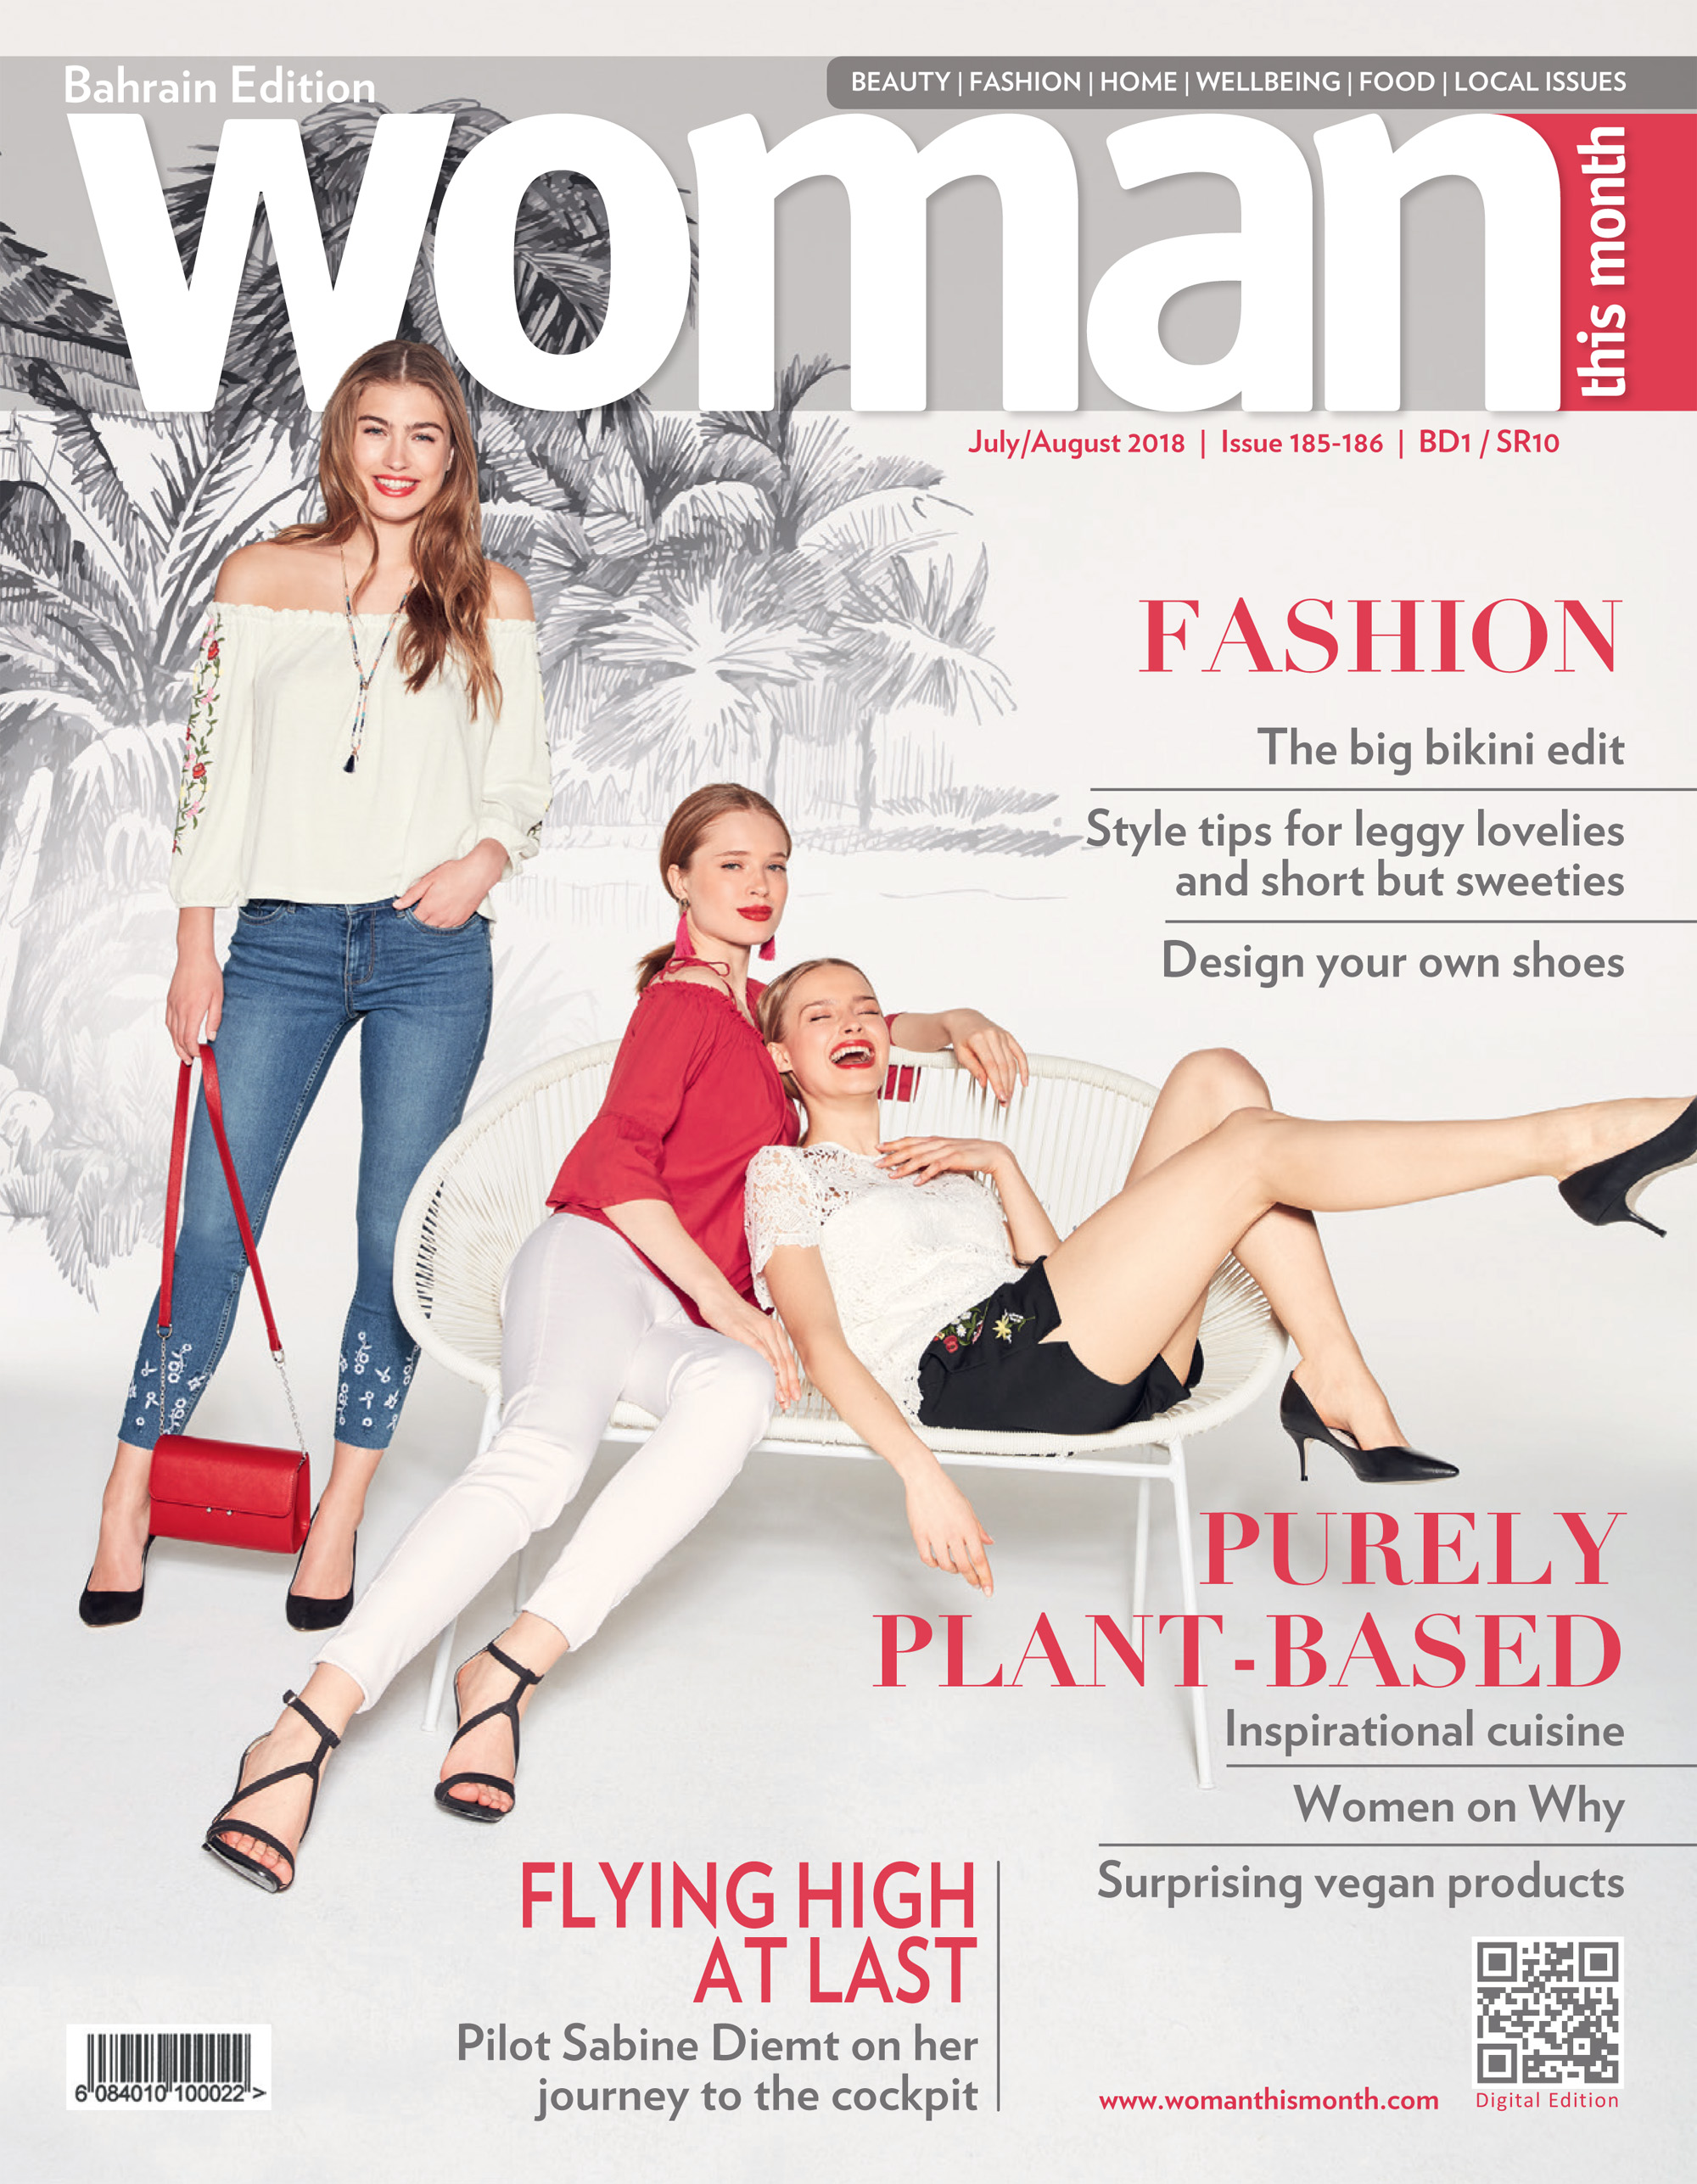 Bahrain Edition
BEAUTY | FASHION | HOME | WELLBEING | FOOD | LOCAL ISSUES
woman
this month
July/August 2018 | Issue 185-186 | BD1 / SR10
FASHION
The big bikini edit
Style tips for leggy lovelies
and short but sweeties
Design your own shoes
PURELY
PLANT-BASED
Inspirational cuisine
Women on Why
Surprising vegan products
FLYING HIGH
AT LAST
Pilot Sabine Diemt on her
journey to the cockpit
6 084010 100022 >
www.womanthismonth.com
Digital Edition